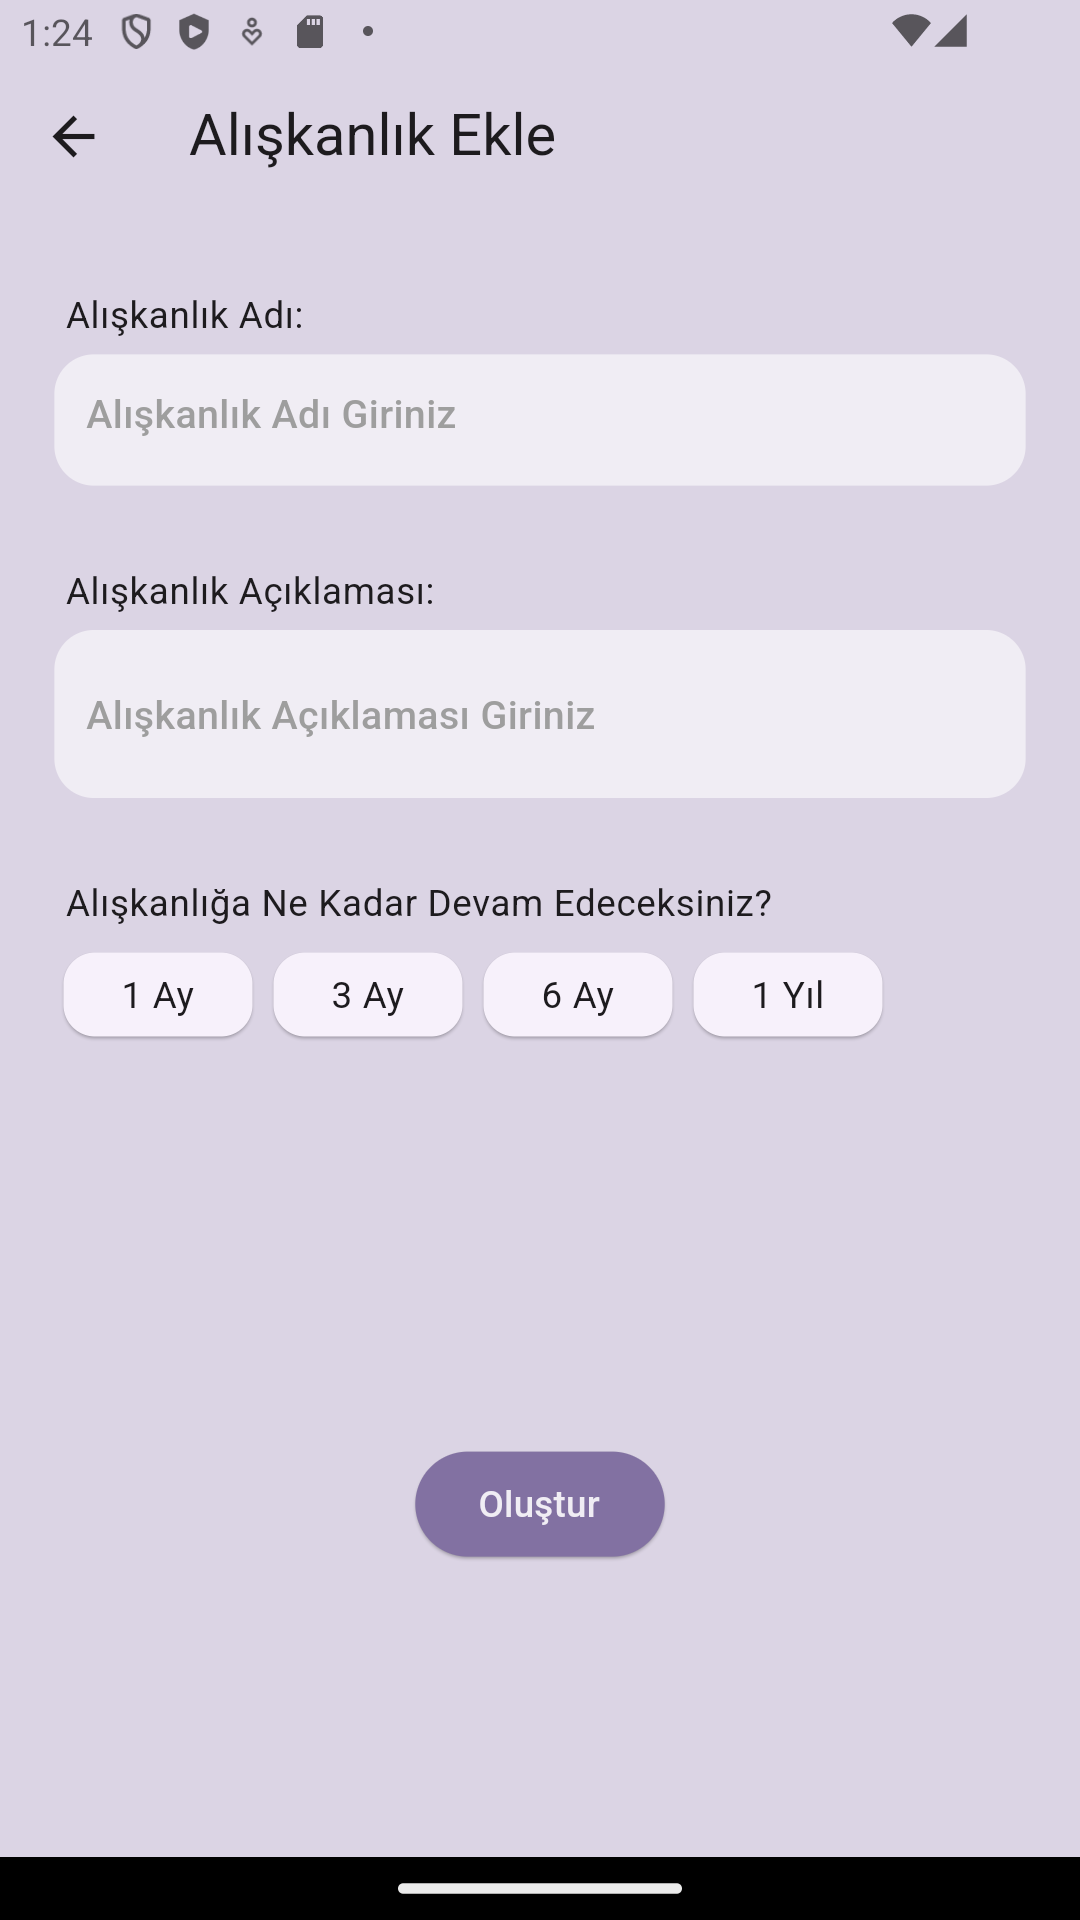 1:24
Alışkanlık Ekle
Alışkanlık Adı:
Alışkanlık Adı Giriniz
Alışkanlık Açıklaması:
Alışkanlık Açıklaması Giriniz
Alışkanlığa Ne Kadar Devam Edeceksiniz?
1 Ay 3 Ay 6 Ay 1 Yıl
Oluştur